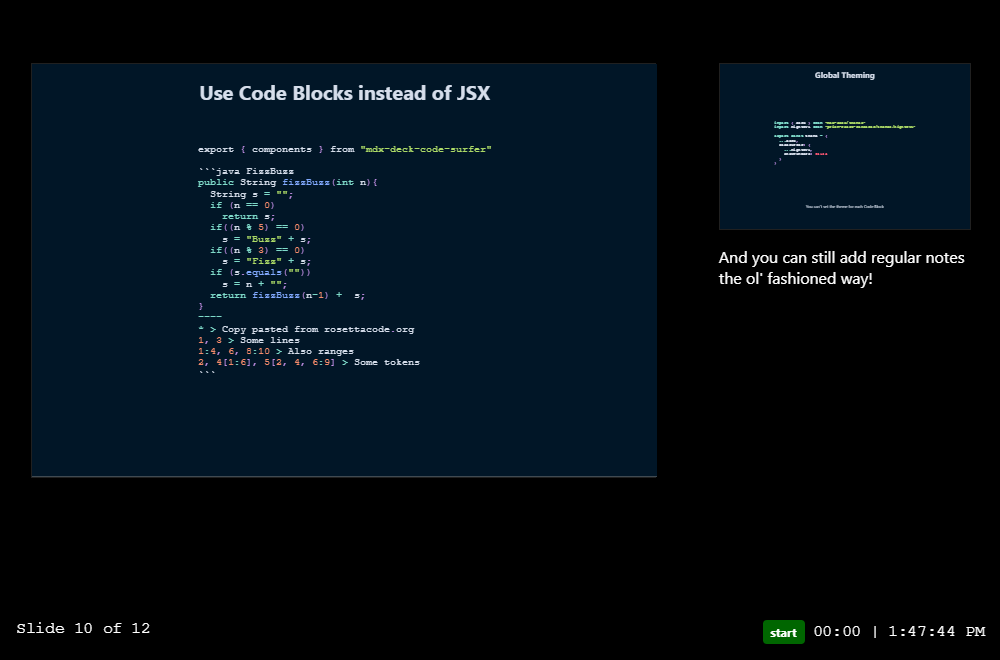 Use Code Blocks instead of JSX
export { components } from "mdx-deck-code-surfer"
```java FizzBuzz
public String fizzBuzz(int n){
  String s = "";
  if (n == 0)
    return s;
  if((n % 5) == 0)
    s = "Buzz" + s;
  if((n % 3) == 0)
    s = "Fizz" + s;
  if (s.equals(""))
    s = n + "";
  return fizzBuzz(n-1) +  s;
}
----
* > Copy pasted from rosettacode.org
1, 3 > Some lines
1:4, 6, 8:10 > Also ranges
2, 4[1:6], 5[2, 4, 6:9] > Some tokens
```
Global Theming
You can't set the theme for each Code Block
And you can still add regular notes
the ol' fashioned way!
Slide 10 of 12
start 00:00 | 1:47:44 PM